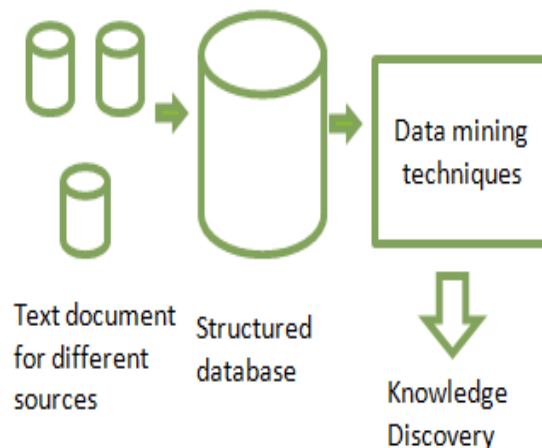 Data mining
techniques
Text document
for different
sources
Structured
database
Knowledge
Discovery